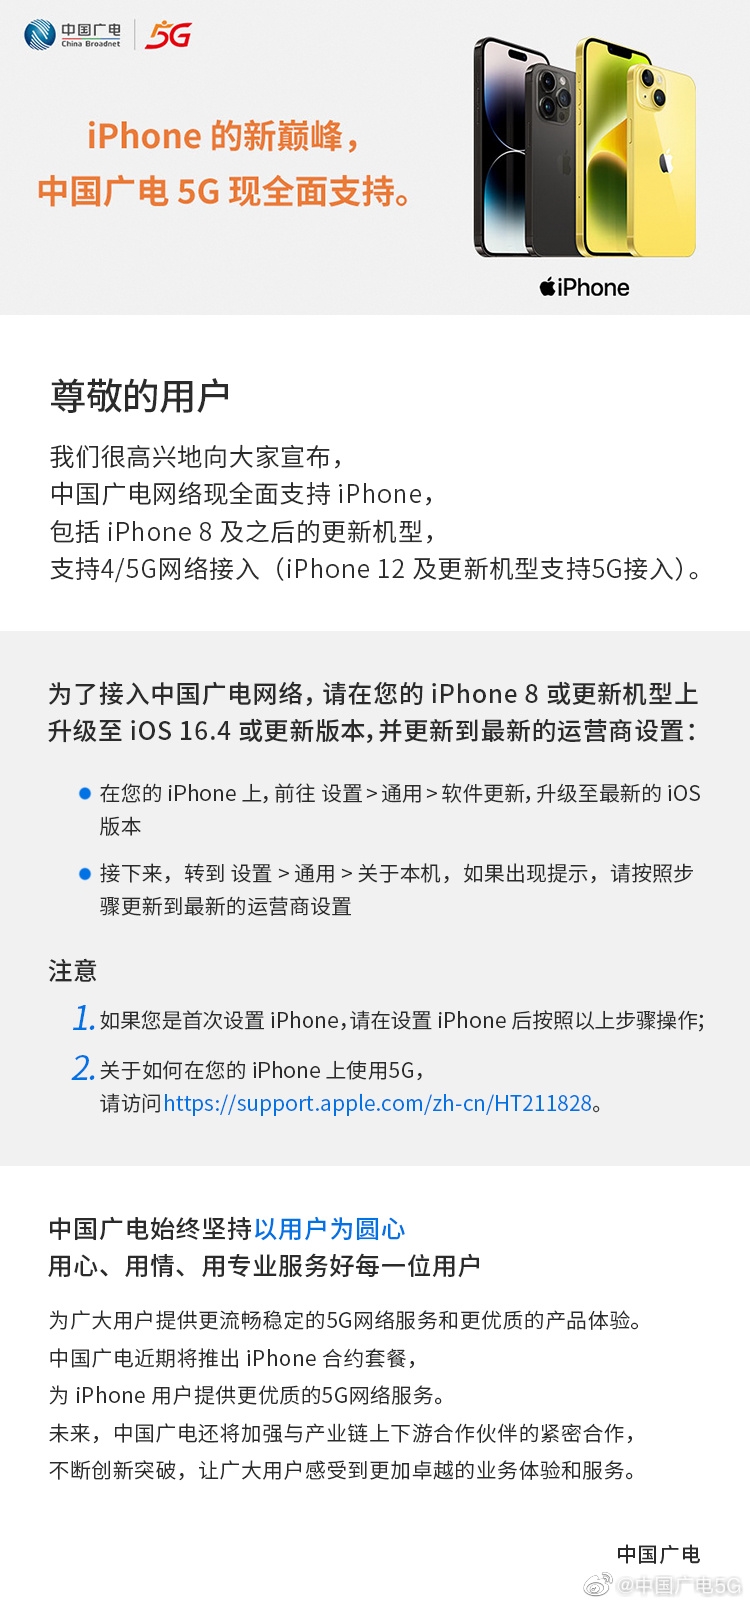 中国广电
China Broadnet
5G
iPhone 的新巅峰，
中国广电 5G 现全面支持。
iPhone
尊敬的用户
我们很高兴地向大家宣布，
中国广电网络现全面支持 iPhone，
包括 iPhone 8 及之后的更新机型，
支持4/5G网络接入（iPhone 12 及更新机型支持5G接入）。
为了接入中国广电网络，请在您的 iPhone 8 或更新机型上
升级至 iOS 16.4 或更新版本，并更新到最新的运营商设置：
在您的 iPhone 上，前往 设置 > 通用 > 软件更新，升级至最新的 iOS
版本
接下来，转到 设置 > 通用 > 关于本机，如果出现提示，请按照步
骤更新到最新的运营商设置
注意
1. 如果您是首次设置 iPhone，请在设置 iPhone 后按照以上步骤操作；
2. 关于如何在您的 iPhone 上使用5G，
请访问https://support.apple.com/zh-cn/HT211828。
中国广电始终坚持以用户为圆心
用心、用情、用专业服务好每一位用户
为广大用户提供更流畅稳定的5G网络服务和更优质的产品体验。
中国广电近期将推出 iPhone 合约套餐，
为 iPhone 用户提供更优质的5G网络服务。
未来，中国广电还将加强与产业链上下游合作伙伴的紧密合作，
不断创新突破，让广大用户感受到更加卓越的业务体验和服务。
中国广电
@中国广电5G